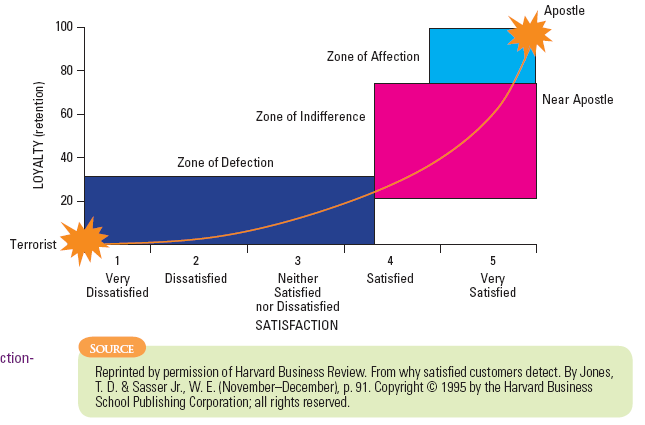 Apostle
100
Zone of Affection
80
Near Apostle
LOYALTY (retention)
60
Zone of Indifference
40
Zone of Defection
20
Terrorist
1 2 3 4 5
Very Dissatisfied Neither Satisfied Very
Dissatisfied Satisfied Satisfied
nor Dissatisfied
SATISFACTION
SOURCE
ction-
Reprinted by permission of Harvard Business Review. From why satisfied customers detect. By Jones,
T. D. & Sasser Jr., W. E. (November–December), p. 91. Copyright © 1995 by the Harvard Business
School Publishing Corporation; all rights reserved.